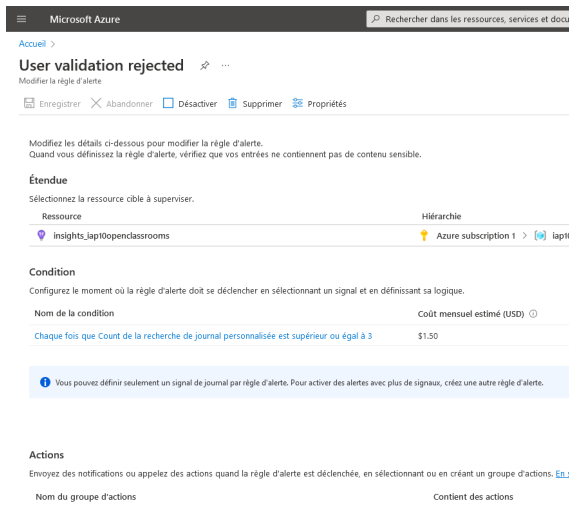 Microsoft Azure
Rechercher dans les ressources, services et docu
Accueil >
User validation rejected
Modifier la règle d'alerte
Enregistrer Abandonner Désactiver Supprimer Propriétés
Modifiez les détails ci-dessous pour modifier la règle d'alerte.
Quand vous définissez la règle d'alerte, vérifiez que vos entrées ne contiennent pas de contenu sensible.
Étendue
Sélectionnez la ressource cible à superviser.
Ressource Hiérarchie
insights_iap10openclassrooms Azure subscription 1 > iap10
Condition
Configurez le moment où la règle d'alerte doit se déclencher en sélectionnant un signal et en définissant sa logique.
Nom de la condition Coût mensuel estimé (USD)
Chaque fois que Count de la recherche de journal personnalisée est supérieur ou égal à 3 $1.50
Vous pouvez définir seulement un signal de journal par règle d'alerte. Pour activer des alertes avec plus de signaux, créez une autre règle d'alerte.
Actions
Envoyez des notifications ou appelez des actions quand la règle d'alerte est déclenchée, en sélectionnant ou en créant un groupe d'actions. En s
Nom du groupe d'actions Contient des actions